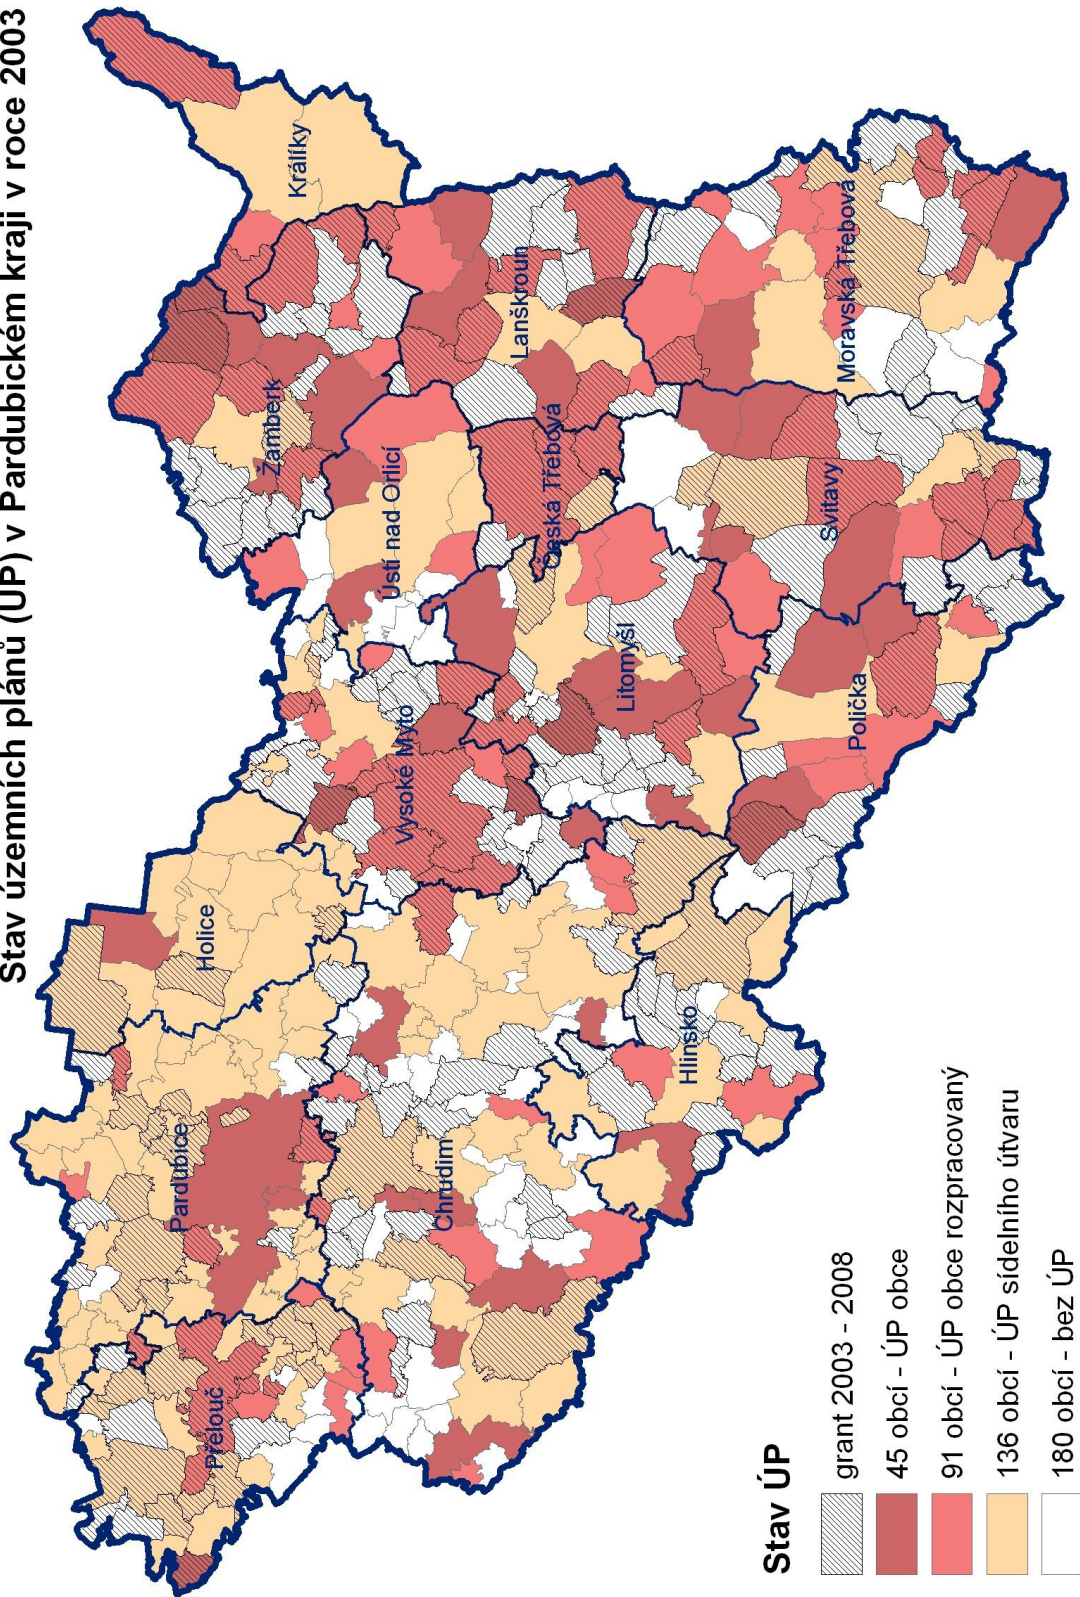 Stav územních plánů (ÚP) v Pardubickém kraji v roce 2003
Králíky
Žamberk
Lanškroun
Ústí nad Orlicí
Česká Třebová
Moravská Třebová
Holice
Vysoké Mýto
Litomyšl
Svitavy
Pardubice
Polička
Přelouč
Chrudim
Hlinsko
Stav ÚP
grant 2003 - 2008
45 obcí - ÚP obce
91 obcí - ÚP obce rozpracovaný
136 obcí - ÚP sídelního útvaru
180 obcí - bez ÚP